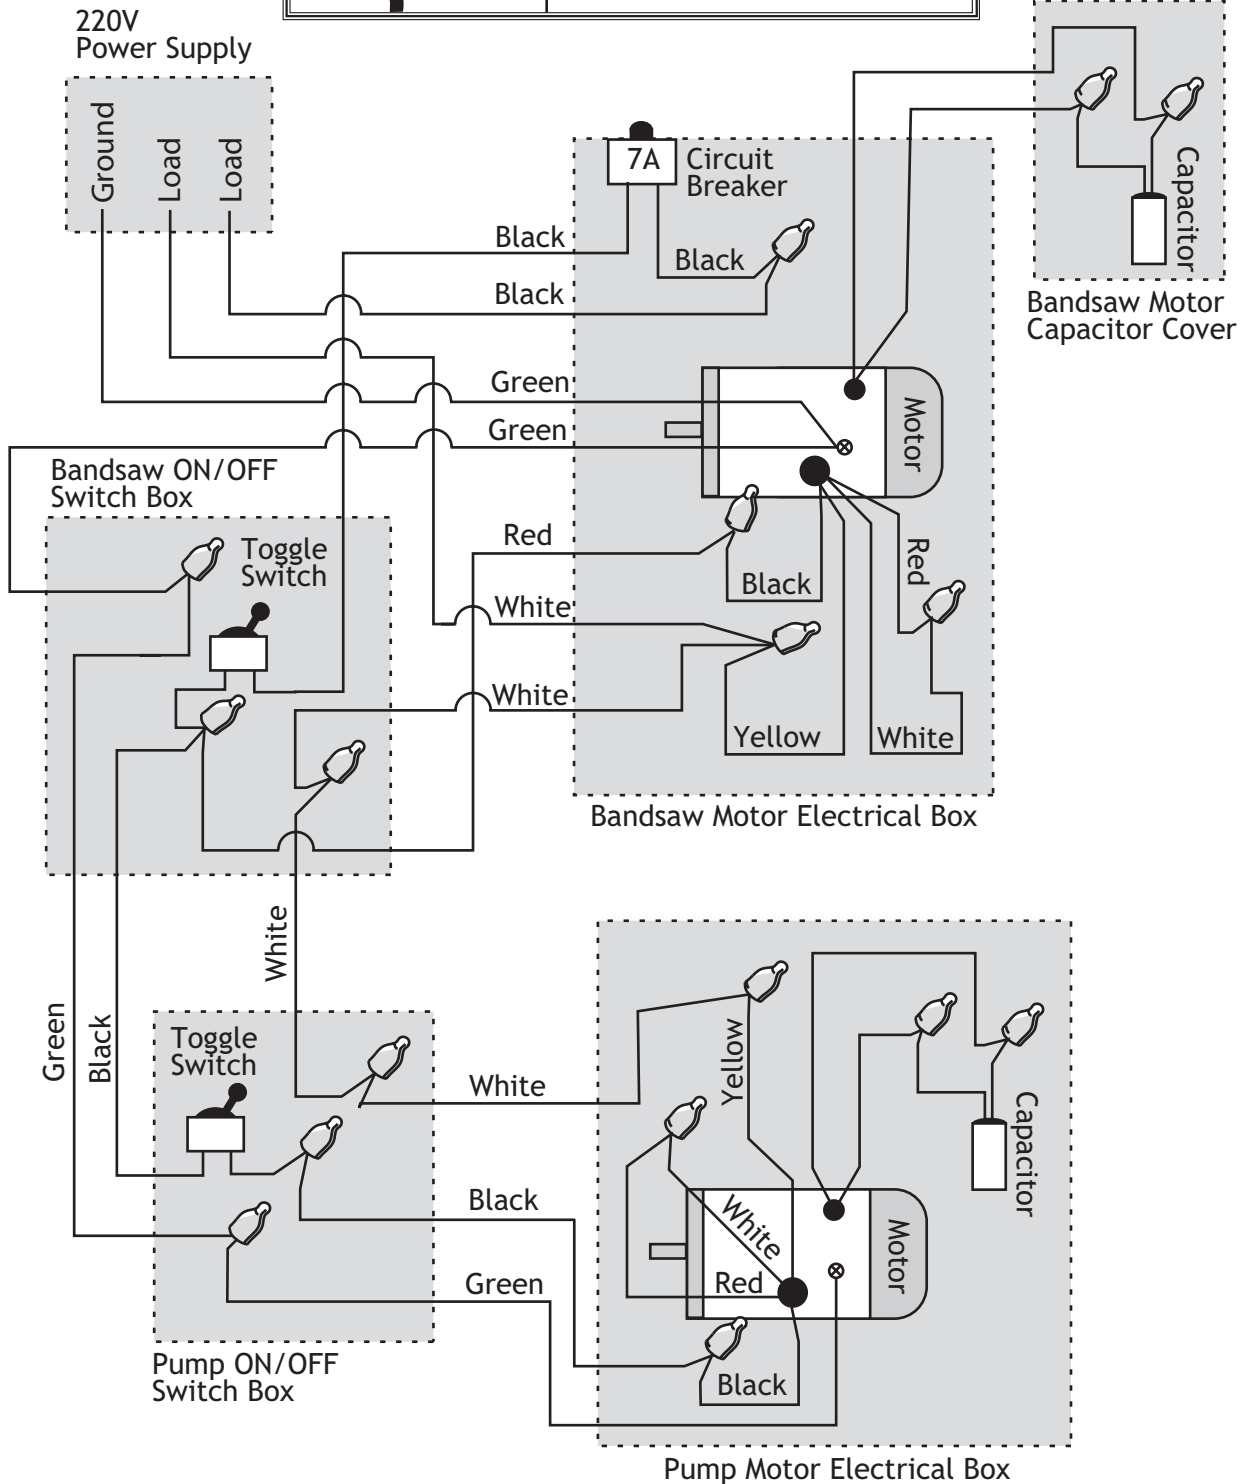 220V
Power Supply
Ground
Load
Load
7A
Circuit
Breaker
Black
Black
Black
Capacitor
Bandsaw Motor
Capacitor Cover
Green
Green
Motor
Bandsaw ON/OFF
Switch Box
Toggle
Switch
Red
Black
Red
White
White
Yellow
White
Bandsaw Motor Electrical Box
White
Green
Black
Toggle
Switch
White
Yellow
Capacitor
Black
White
Motor
Green
Red
Black
Pump ON/OFF
Switch Box
Pump Motor Electrical Box